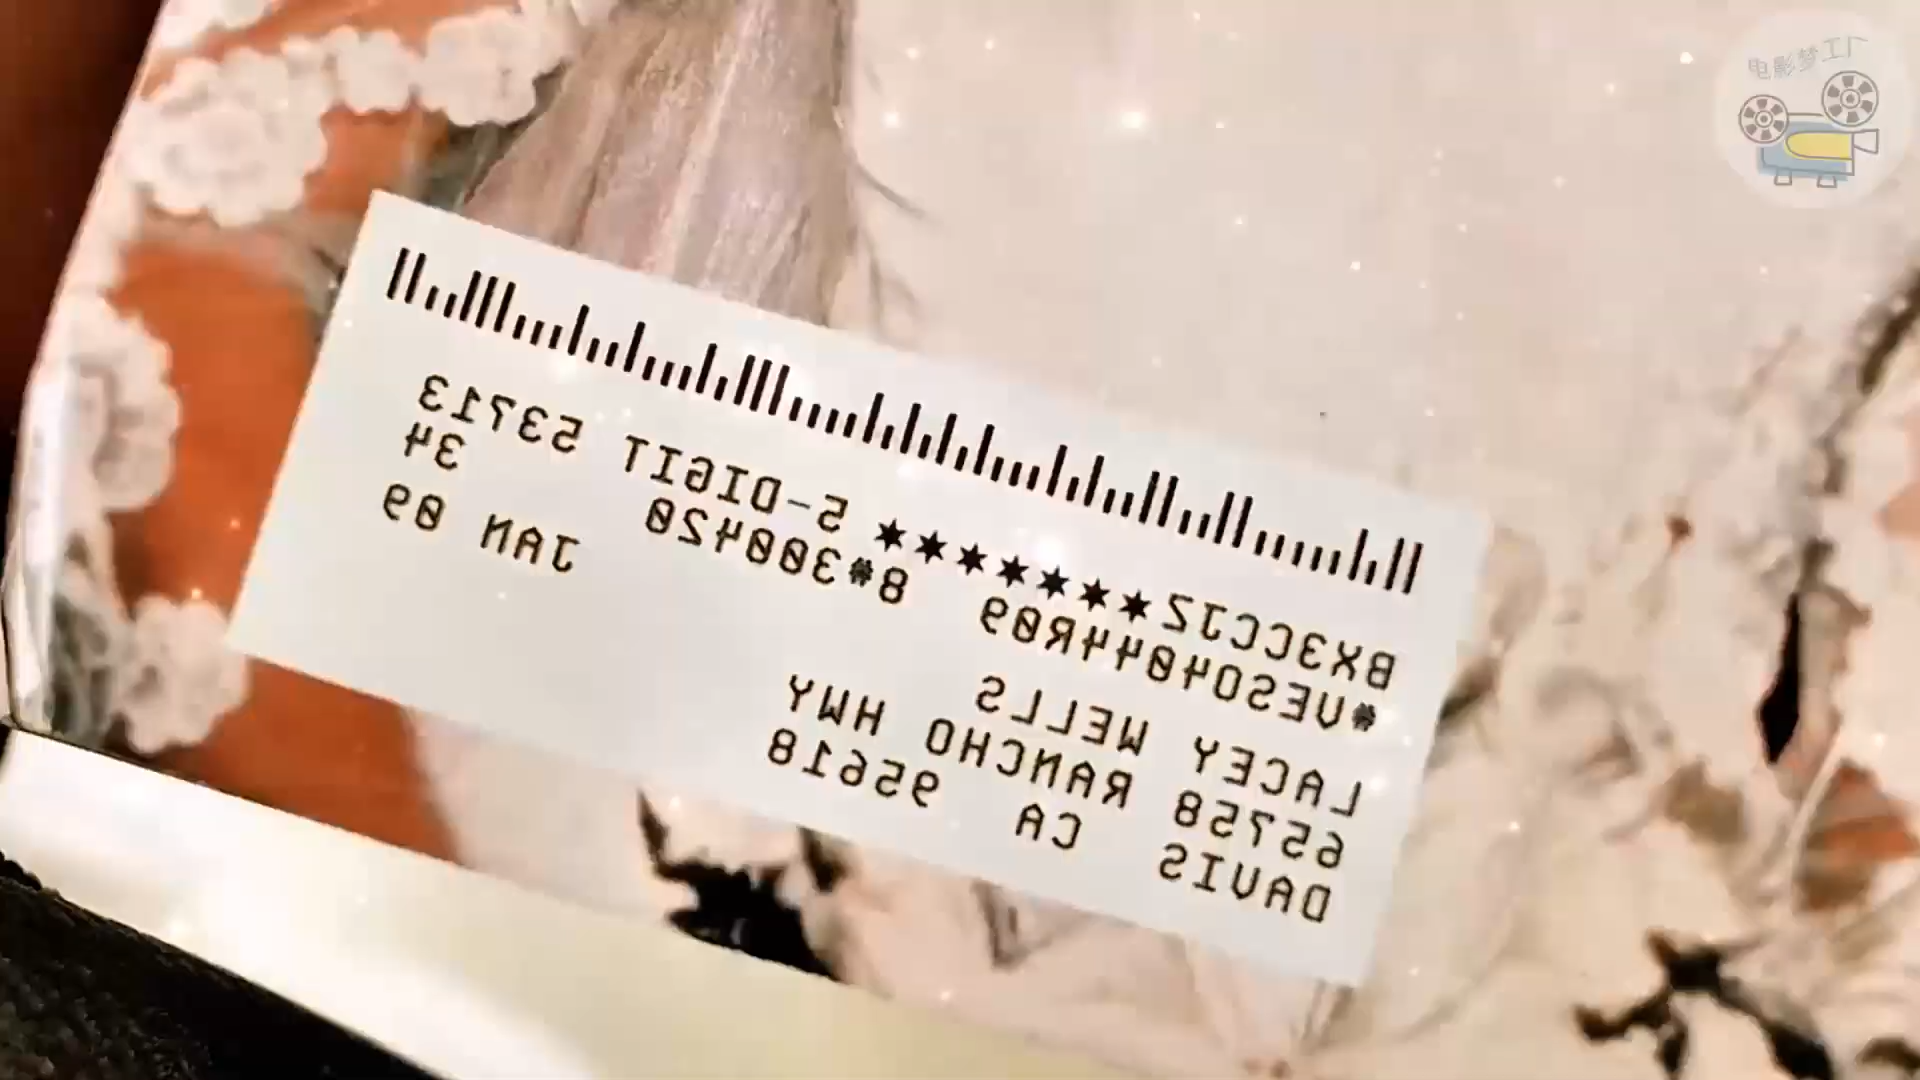 电影梦工厂
BX3CCJZ*******5-DIGIT 53713
*VES040404R09 8*300420 34
JAN 09
LACEY WELLS
65758 RANCHO HWY
DAVIS CA 95618